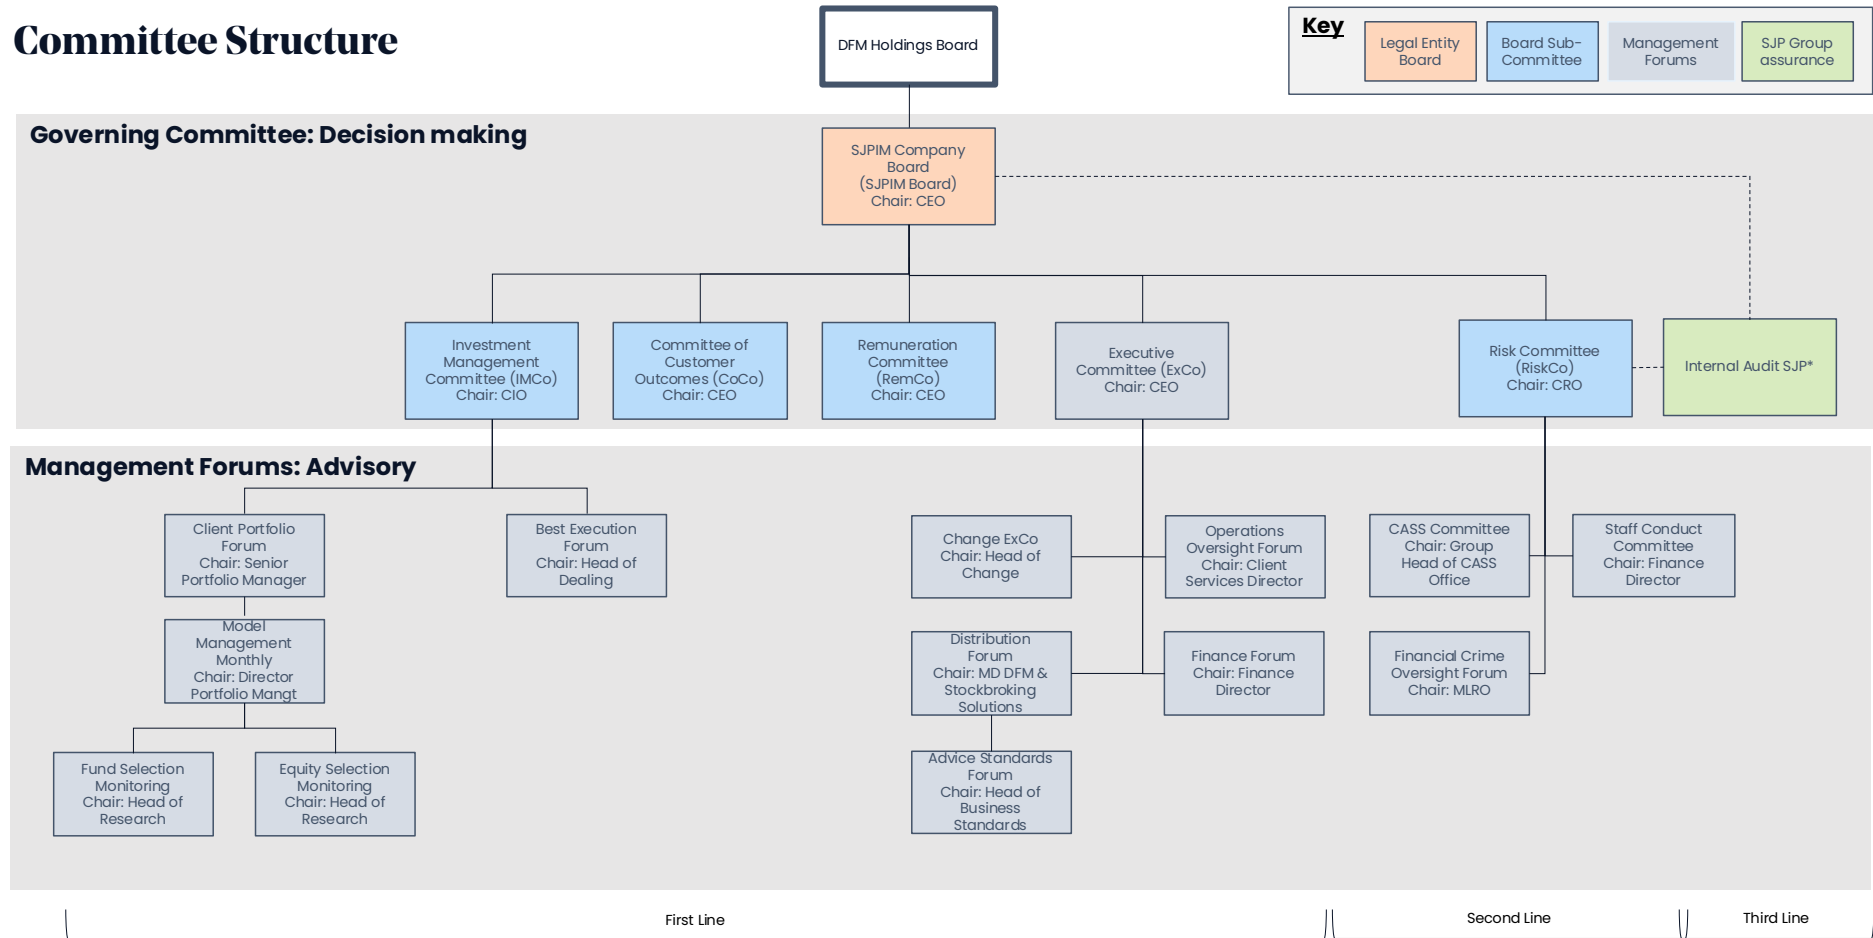 Committee Structure
DFM Holdings Board
Key
Legal Entity
Board
Board Sub-
Committee
Management
Forums
SJP Group
assurance
Governing Committee: Decision making
SJPIM Company
Board
(SJPIM Board)
Chair: CEO
Investment
Management
Committee (IMCo)
Chair: CIO
Committee of
Customer
Outcomes (CoCo)
Chair: CEO
Remuneration
Committee
(RemCo)
Chair: CEO
Executive
Committee (ExCo)
Chair: CEO
Risk Committee
(RiskCo)
Chair: CRO
Internal Audit SJP*
Management Forums: Advisory
Client Portfolio
Forum
Chair: Senior
Portfolio Manager
Best Execution
Forum
Chair: Head of
Dealing
Change ExCo
Chair: Head of
Change
Operations
Oversight Forum
Chair: Client
Services Director
CASS Committee
Chair: Group
Head of CASS
Office
Staff Conduct
Committee
Chair: Finance
Director
Model
Management
Monthly
Chair: Director
Portfolio Mangt
Distribution
Forum
Chair: MD DFM &
Stockbroking
Solutions
Finance Forum
Chair: Finance
Director
Financial Crime
Oversight Forum
Chair: MLRO
Fund Selection
Monitoring
Chair: Head of
Research
Equity Selection
Monitoring
Chair: Head of
Research
Advice Standards
Forum
Chair: Head of
Business
Standards
First Line
Second Line
Third Line